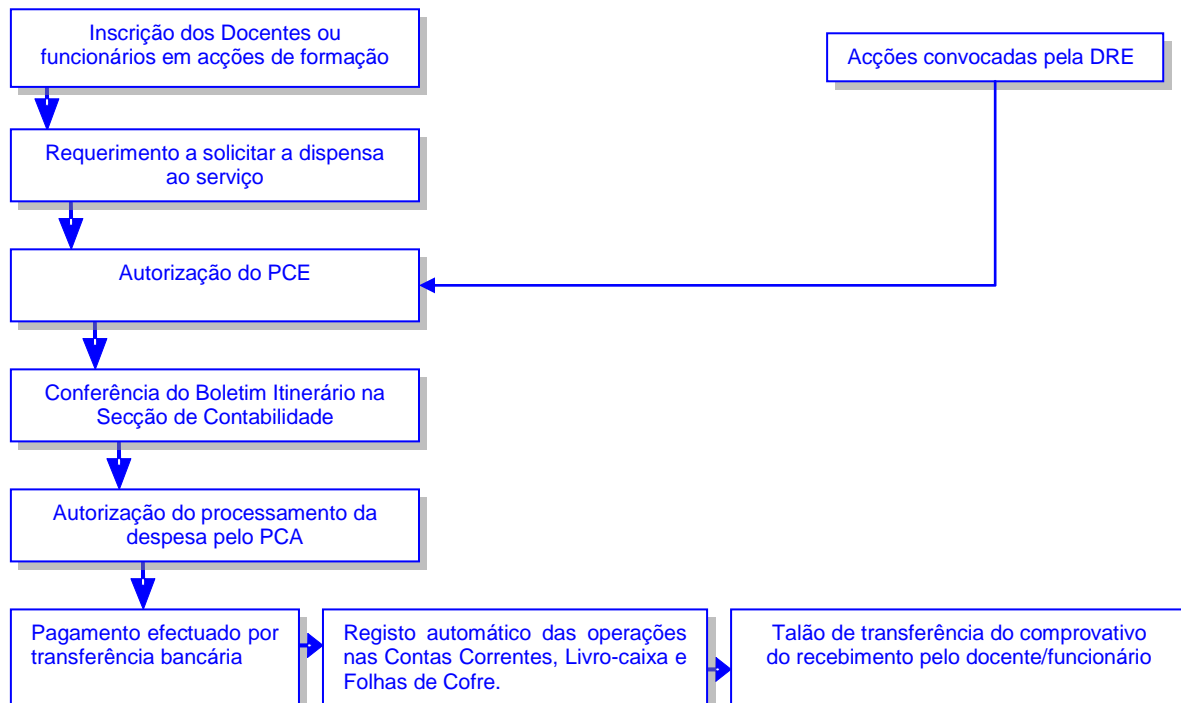 Inscrição dos Docentes ou
funcionários em acções de formação
Acções convocadas pela DRE
Requerimento a solicitar a dispensa
ao serviço
Autorização do PCE
Conferência do Boletim Itinerário na
Secção de Contabilidade
Autorização do processamento da
despesa pelo PCA
Pagamento efectuado por
transferência bancária
Registo automático das operações
nas Contas Correntes, Livro-caixa e
Folhas de Cofre.
Talão de transferência do comprovativo
do recebimento pelo docente/funcionário